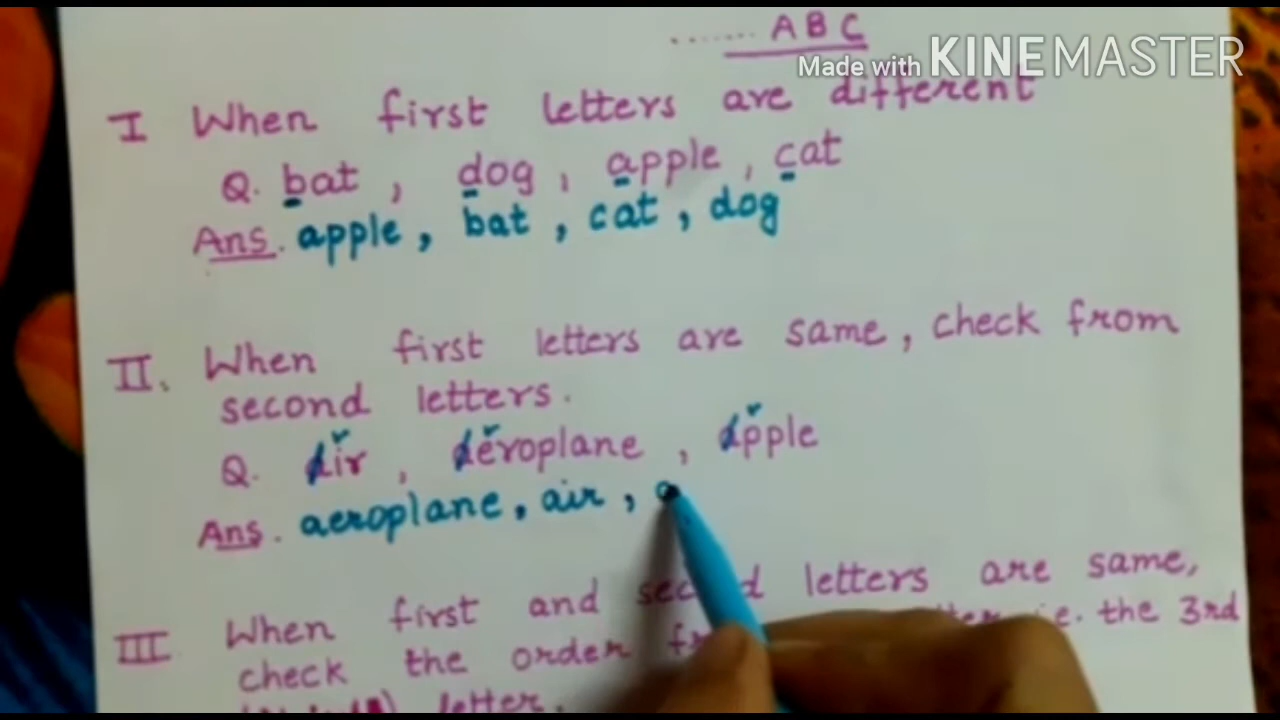 ....... ABC
Made with KINEMASTER
I When first letters are different
Q. bat, dog, apple, cat
Ans. apple, bat, cat, dog
II. When first letters are same, check from
second letters.
Q. air, aeroplane, apple
Ans. aeroplane, air, a
III When first and second letters are same,
check the order i.e. the 3rd
letter.